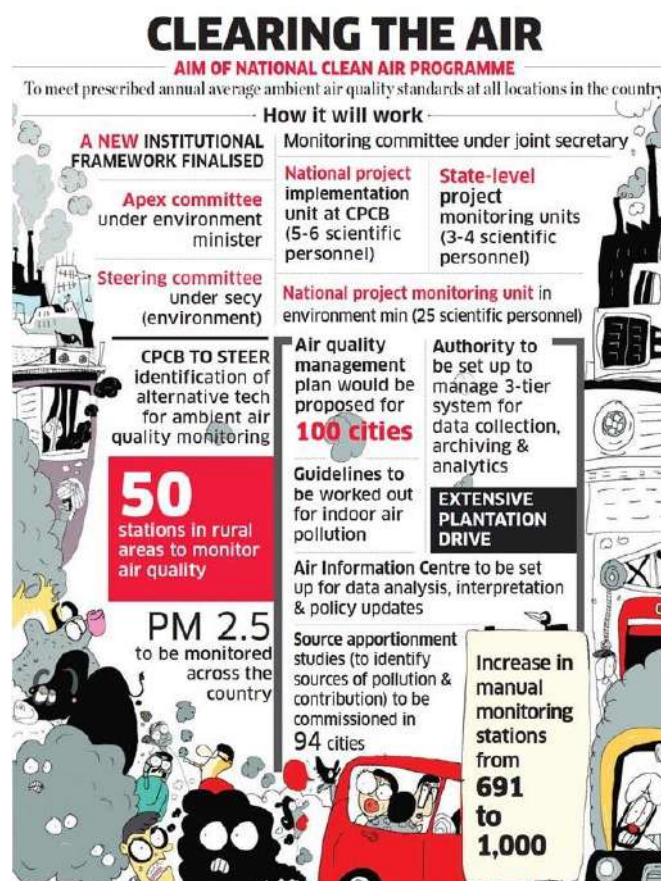 CLEARING THE AIR
AIM OF NATIONAL CLEAN AIR PROGRAMME
To meet prescribed annual average ambient air quality standards at all locations in the country
How it will work
A NEW INSTITUTIONAL
FRAMEWORK FINALISED
Apex committee
under environment
minister
Steering committee
under secy
(environment)
Monitoring committee under joint secretary
National project
implementation
unit at CPCB
(5-6 scientific
personnel)
State-level
project
monitoring units
(3-4 scientific
personnel)
National project monitoring unit in
environment min (25 scientific personnel)
CPCB TO STEER
identification of
alternative tech
for ambient air
quality monitoring
50
stations in rural
areas to monitor
air quality
PM 2.5
to be monitored
across the
country
Air quality
management
plan would be
proposed for
100 cities
Guidelines to
be worked out
for indoor air
pollution
Authority to
be set up to
manage 3-tier
system for
data collection,
archiving &
analytics
EXTENSIVE
PLANTATION
DRIVE
Air Information Centre to be set
up for data analysis, interpretation
& policy updates
Source apportionment
studies (to identify
sources of pollution &
contribution) to be
commissioned in
94 cities
Increase in
manual
monitoring
stations
from
691
to
1,000